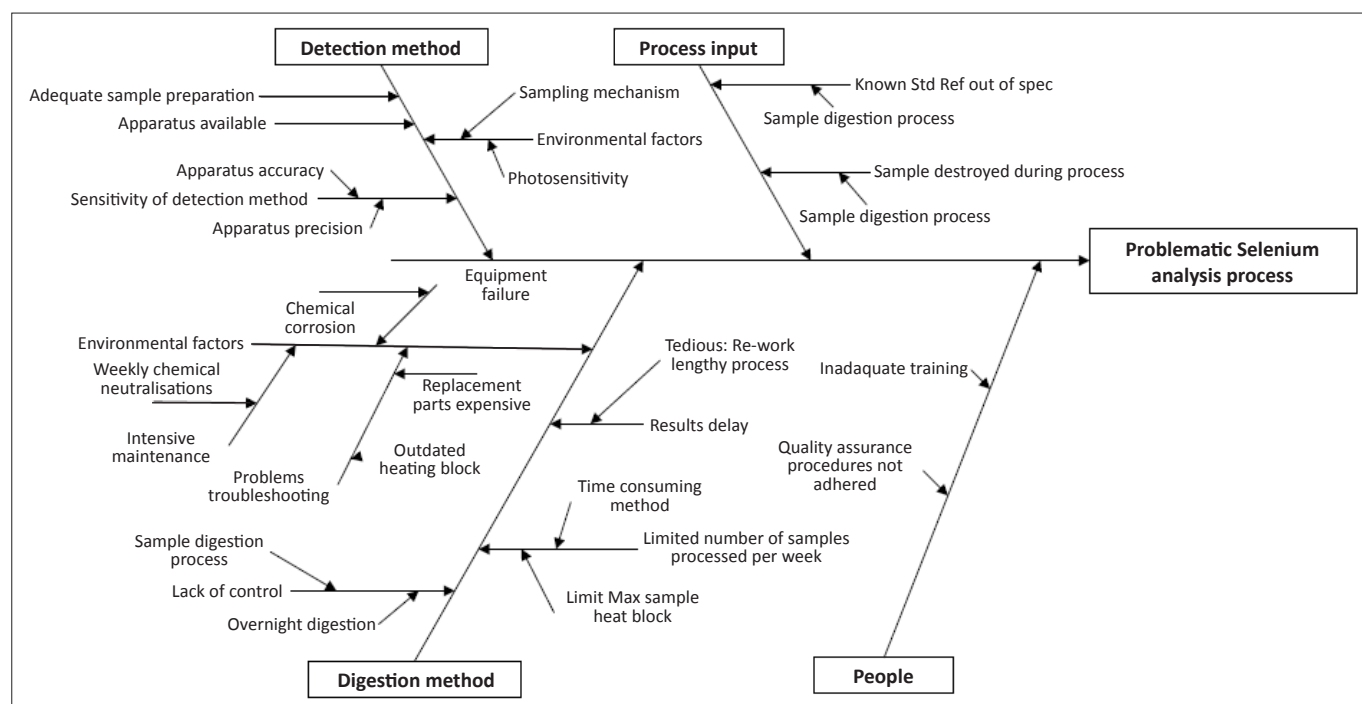 Detection method
Process input
Adequate sample preparation
Sampling mechanism
Known Std Ref out of spec
Apparatus available
Sample digestion process
Environmental factors
Apparatus accuracy
Photosensitivity
Sample destroyed during process
Sensitivity of detection method
Apparatus precision
Sample digestion process
Problematic Selenium
analysis process
Equipment
failure
Chemical
corrosion
Environmental factors
Weekly chemical
neutralisations
Tedious: Re-work
lengthy process
Inadaquate training
Replacement
parts expensive
Results delay
Intensive
maintenance
Outdated
heating block
Problems
troubleshooting
Quality assurance
procedures not
adhered
Time consuming
method
Sample digestion
process
Limited number of samples
processed per week
Lack of control
Limit Max sample
heat block
Overnight digestion
Digestion method
People